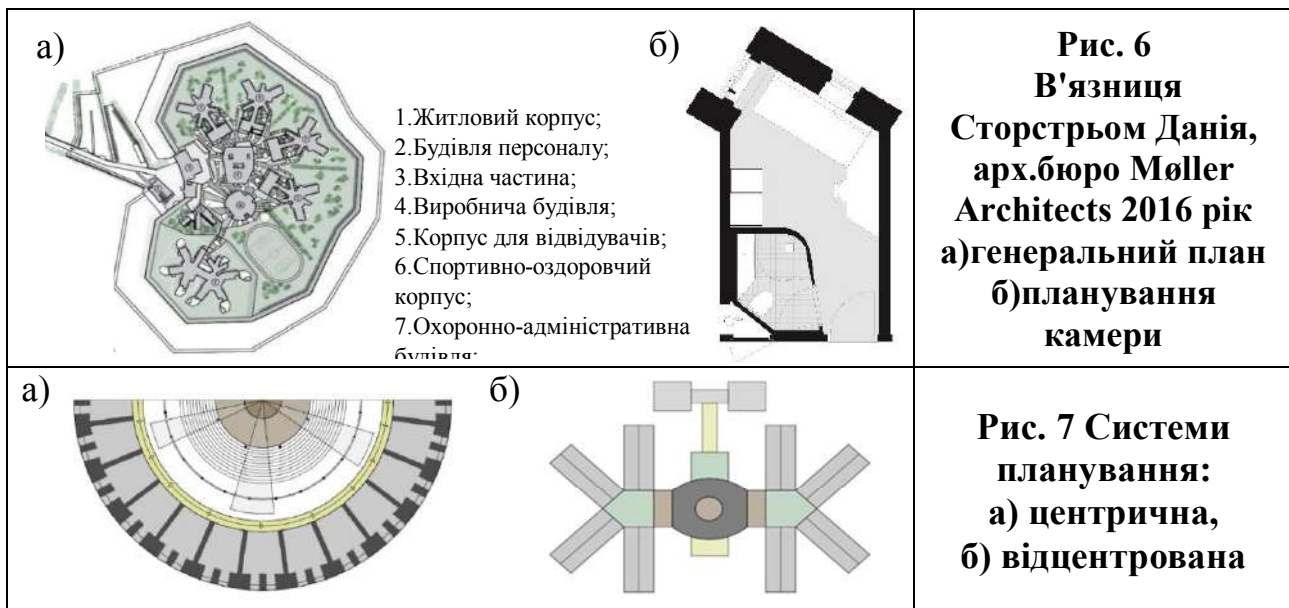 а)
б)
1.Житловий корпус;
2.Будівля персоналу;
3.Вхідна частина;
4.Виробнича будівля;
5.Корпус для відвідувачів;
6.Спортивно-оздоровчий
корпус;
7.Охоронно-адміністративна
будівля;
Рис. 6
В'язниця
Сторстрьом Данія,
арх.бюро Møller
Architects 2016 рік
а)генеральний план
б)планування
камери
а)
б)
Рис. 7 Системи
планування:
а) центрична,
б) відцентрована